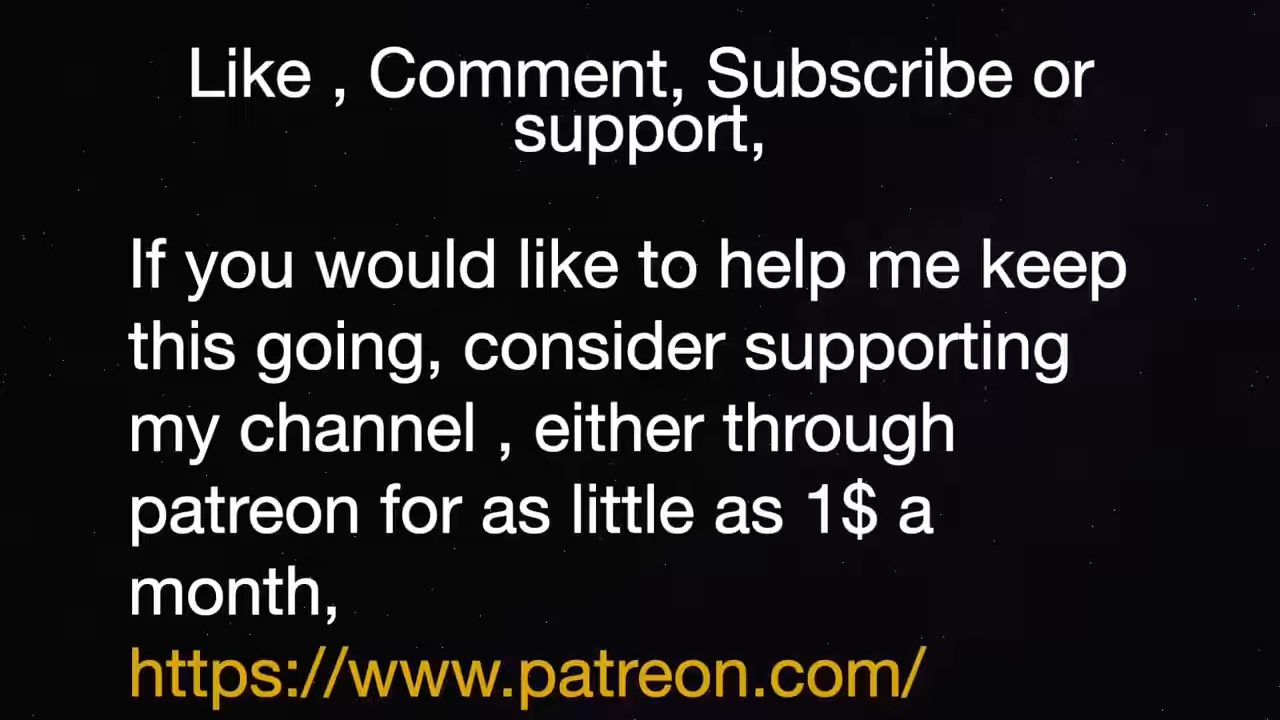 Like , Comment, Subscribe or
support,
If you would like to help me keep
this going, consider supporting
my channel , either through
patreon for as little as 1$ a
month,
https://www.patreon.com/